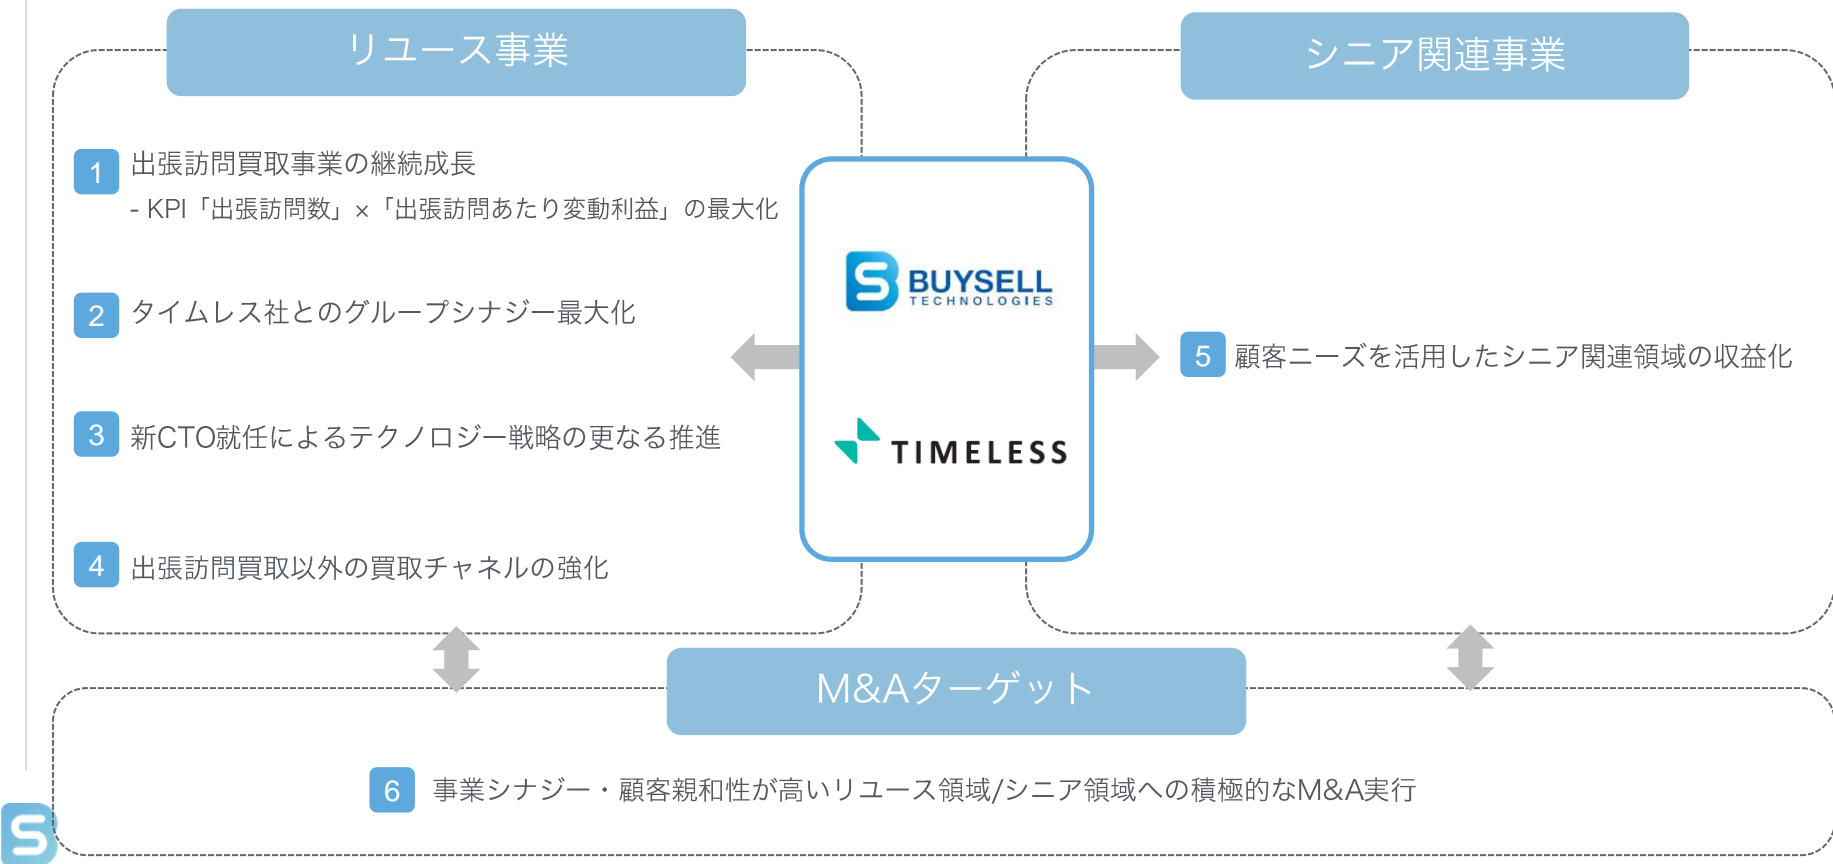 リユース事業
1 出張訪問買取事業の継続成長
- KPI「出張訪問数」×「出張訪問あたり変動利益」の最大化
2 タイムレス社とのグループシナジー最大化
3 新CTO就任によるテクノロジー戦略の更なる推進
4 出張訪問買取以外の買取チャネルの強化
BUYSELL
TECHNOLOGIES
TIMELESS
シニア関連事業
5 顧客ニーズを活用したシニア関連領域の収益化
M&Aターゲット
6 事業シナジー・顧客親和性が高いリユース領域/シニア領域への積極的なM&A実行